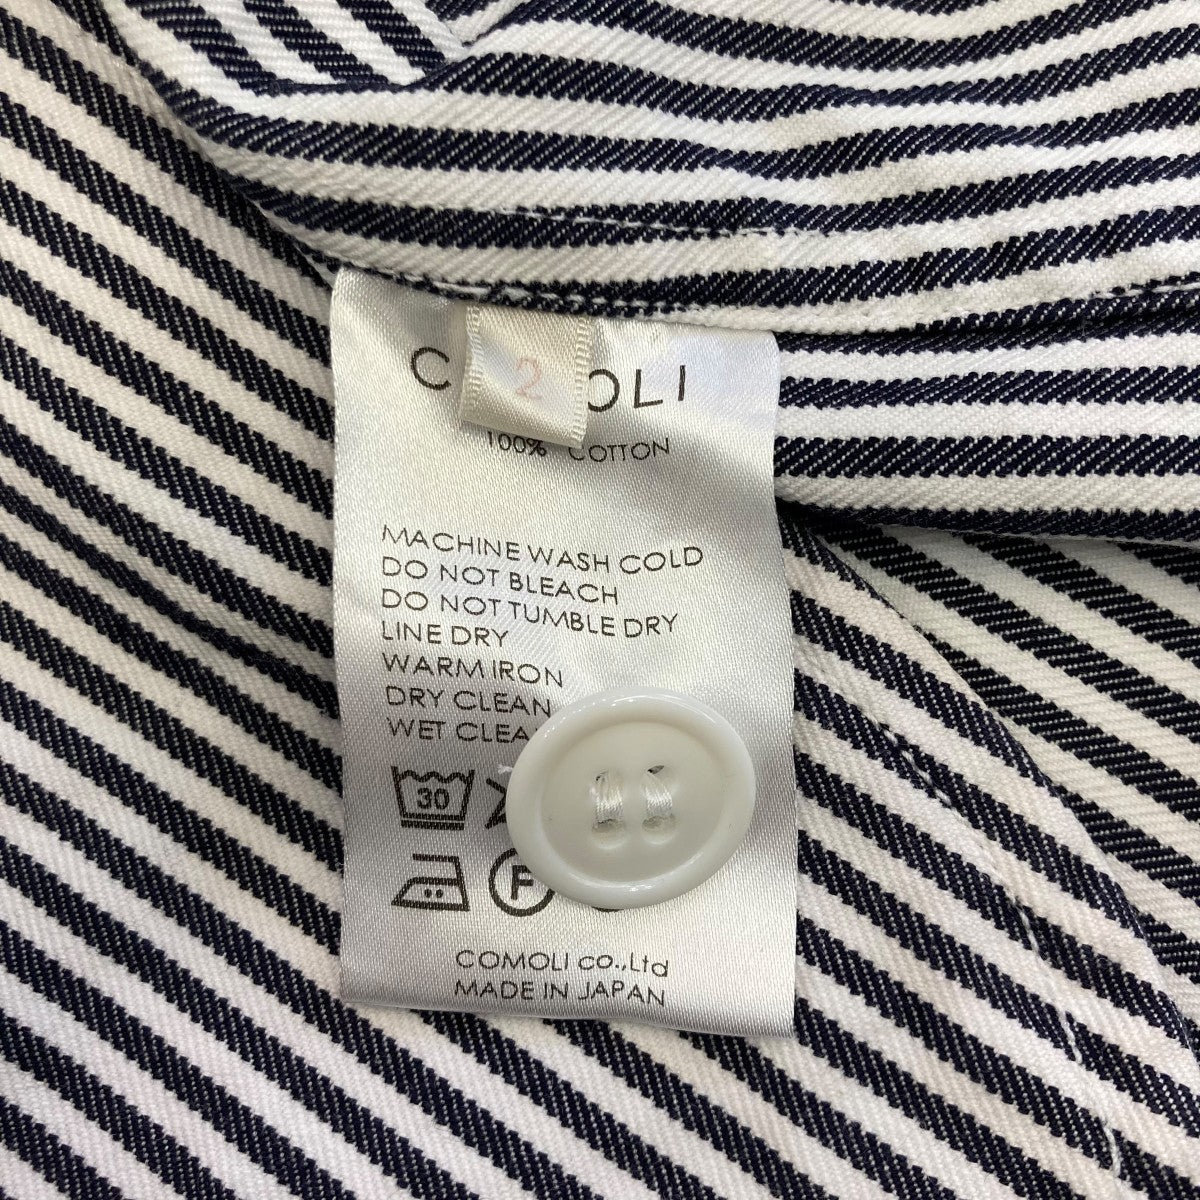 C OLI
2
100% COTTON
MACHINE WASH COLD
DO NOT BLEACH
DO NOT TUMBLE DRY
LINE DRY
WARM IRON
DRY CLEAN
WET CLEA
30
F
COMOLI co.,Ltd
MADE IN JAPAN